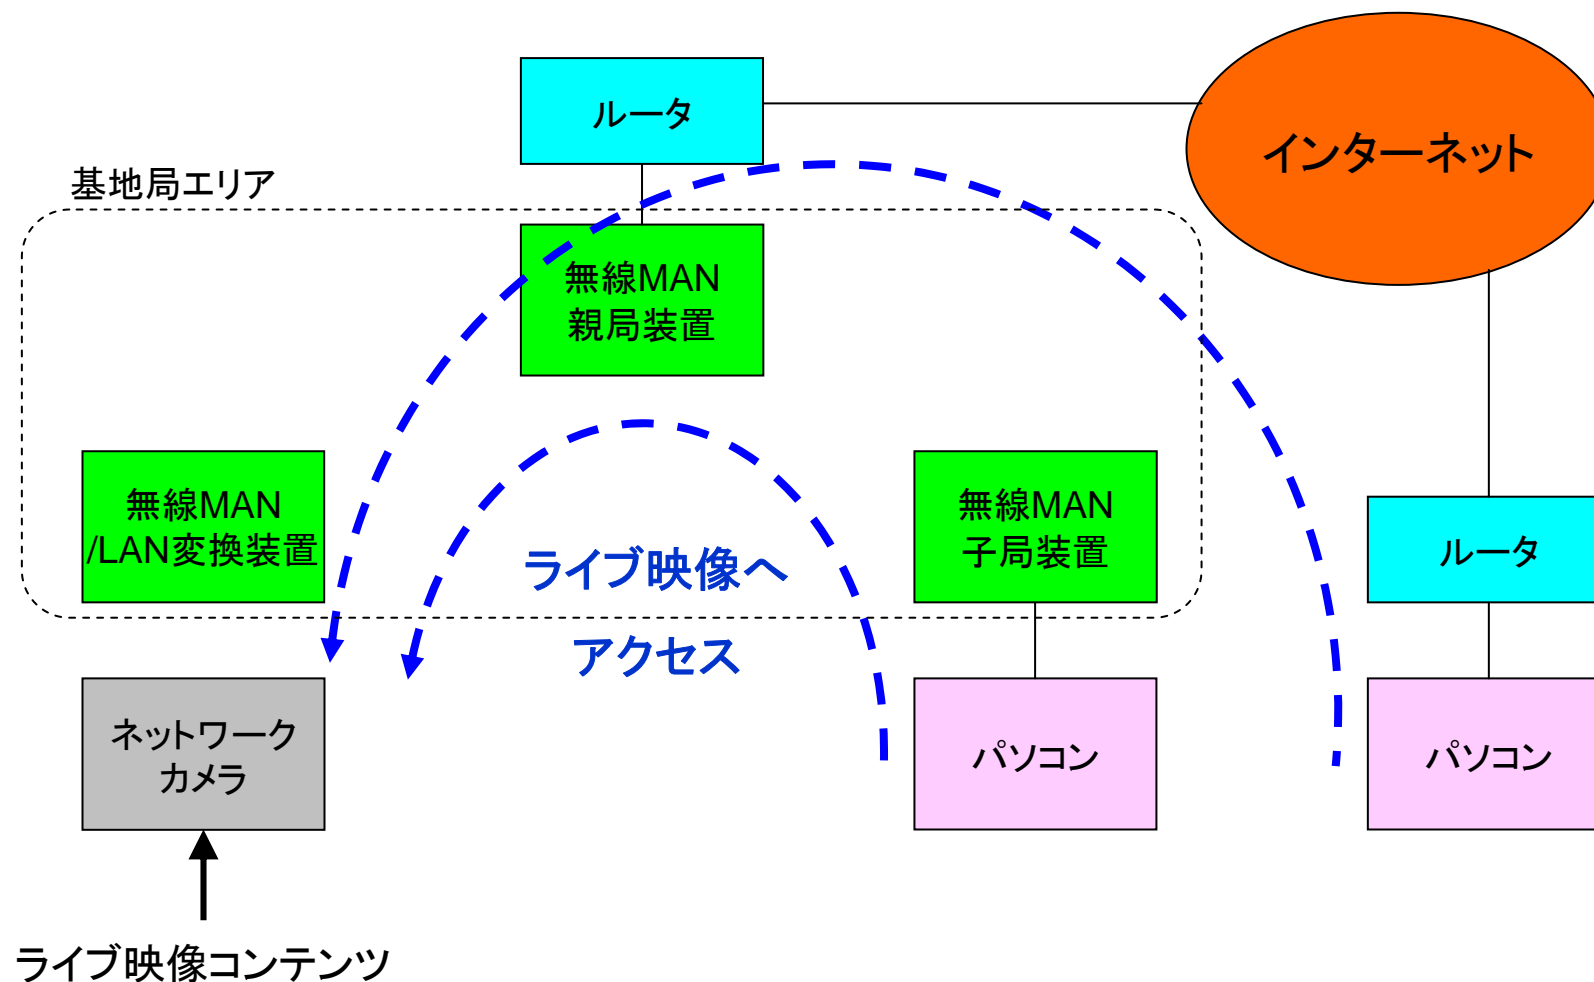 ルータ
インターネット
基地局エリア
無線MAN
親局装置
無線MAN
/LAN変換装置
無線MAN
子局装置
ルータ
ライブ映像へ
アクセス
ネットワーク
カメラ
パソコン
パソコン
ライブ映像コンテンツ